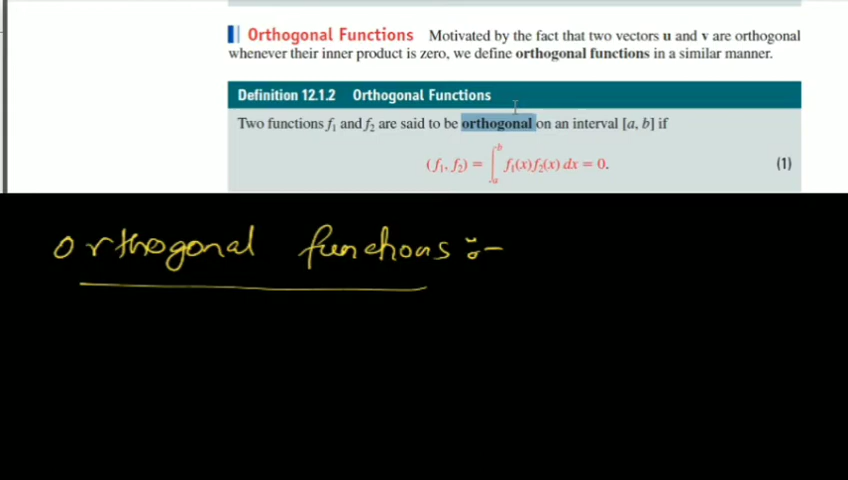 Orthogonal Functions Motivated by the fact that two vectors u and v are orthogonal
whenever their inner product is zero, we define orthogonal functions in a similar manner.
Definition 12.1.2 Orthogonal Functions
Two functions f₁ and f₂ are said to be orthogonal on an interval [a, b] if
(f₁, f₂) = ∫ₐᵇ f₁(x)f₂(x) dx = 0. (1)
Orthogonal functions :-